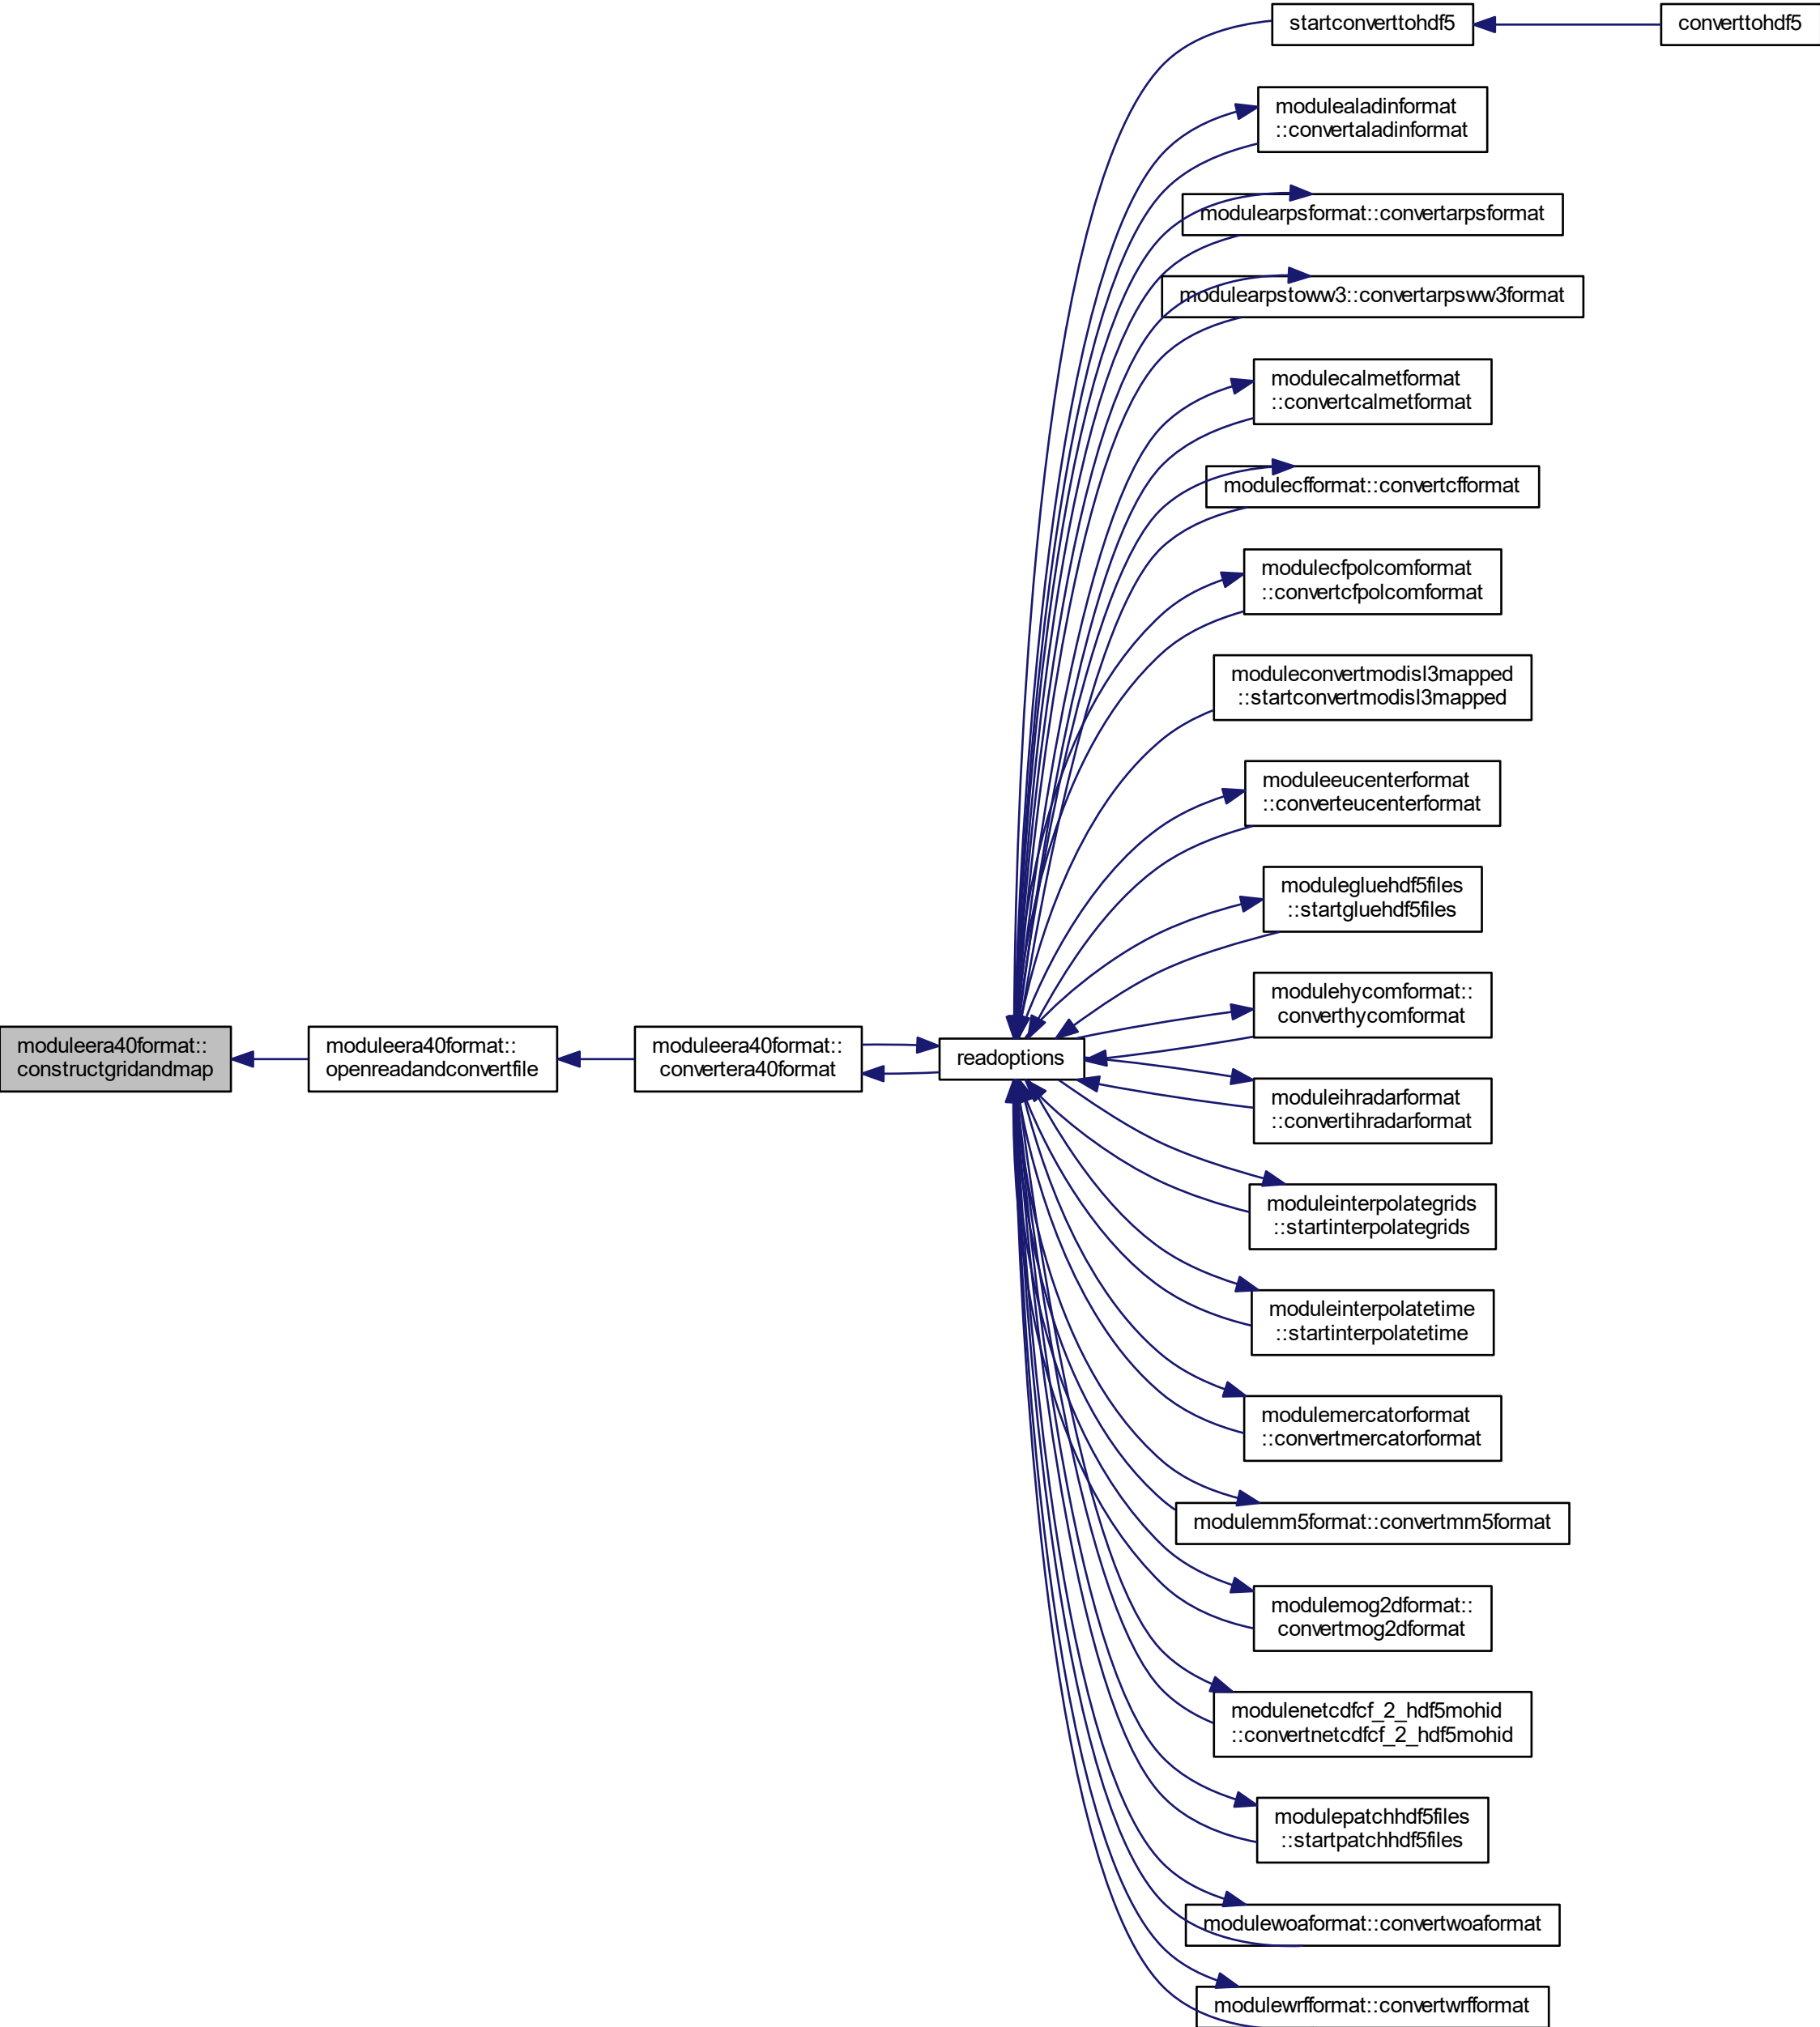 startconverttohdf5
converttohdf5
modulealadinformat
::convertaladinformat
modulearpsformat::convertarpsformat
modulearpstoww3::convertarpsww3format
modulecalmetformat
::convertcalmetformat
modulecfformat::convertcfformat
modulecfpolcomformat
::convertcfpolcomformat
moduleconvertmodisl3mapped
::startconvertmodisl3mapped
moduleeucenterformat
::converteucenterformat
modulegluehdf5files
::startgluehdf5files
modulehycomformat::
converthycomformat
moduleera40format::
constructgridandmap
moduleera40format::
openreadandconvertfile
moduleera40format::
convertera40format
readoptions
moduleihradarformat
::convertihradarformat
moduleinterpolategrids
::startinterpolategrids
moduleinterpolatetime
::startinterpolatetime
modulemercatorformat
::convertmercatorformat
modulemm5format::convertmm5format
modulemog2dformat::
convertmog2dformat
modulenetcdfcf_2_hdf5mohid
::convertnetcdfcf_2_hdf5mohid
modulepatchhdf5files
::startpatchhdf5files
modulewoaformat::convertwoaformat
modulewrfformat::convertwrfformat